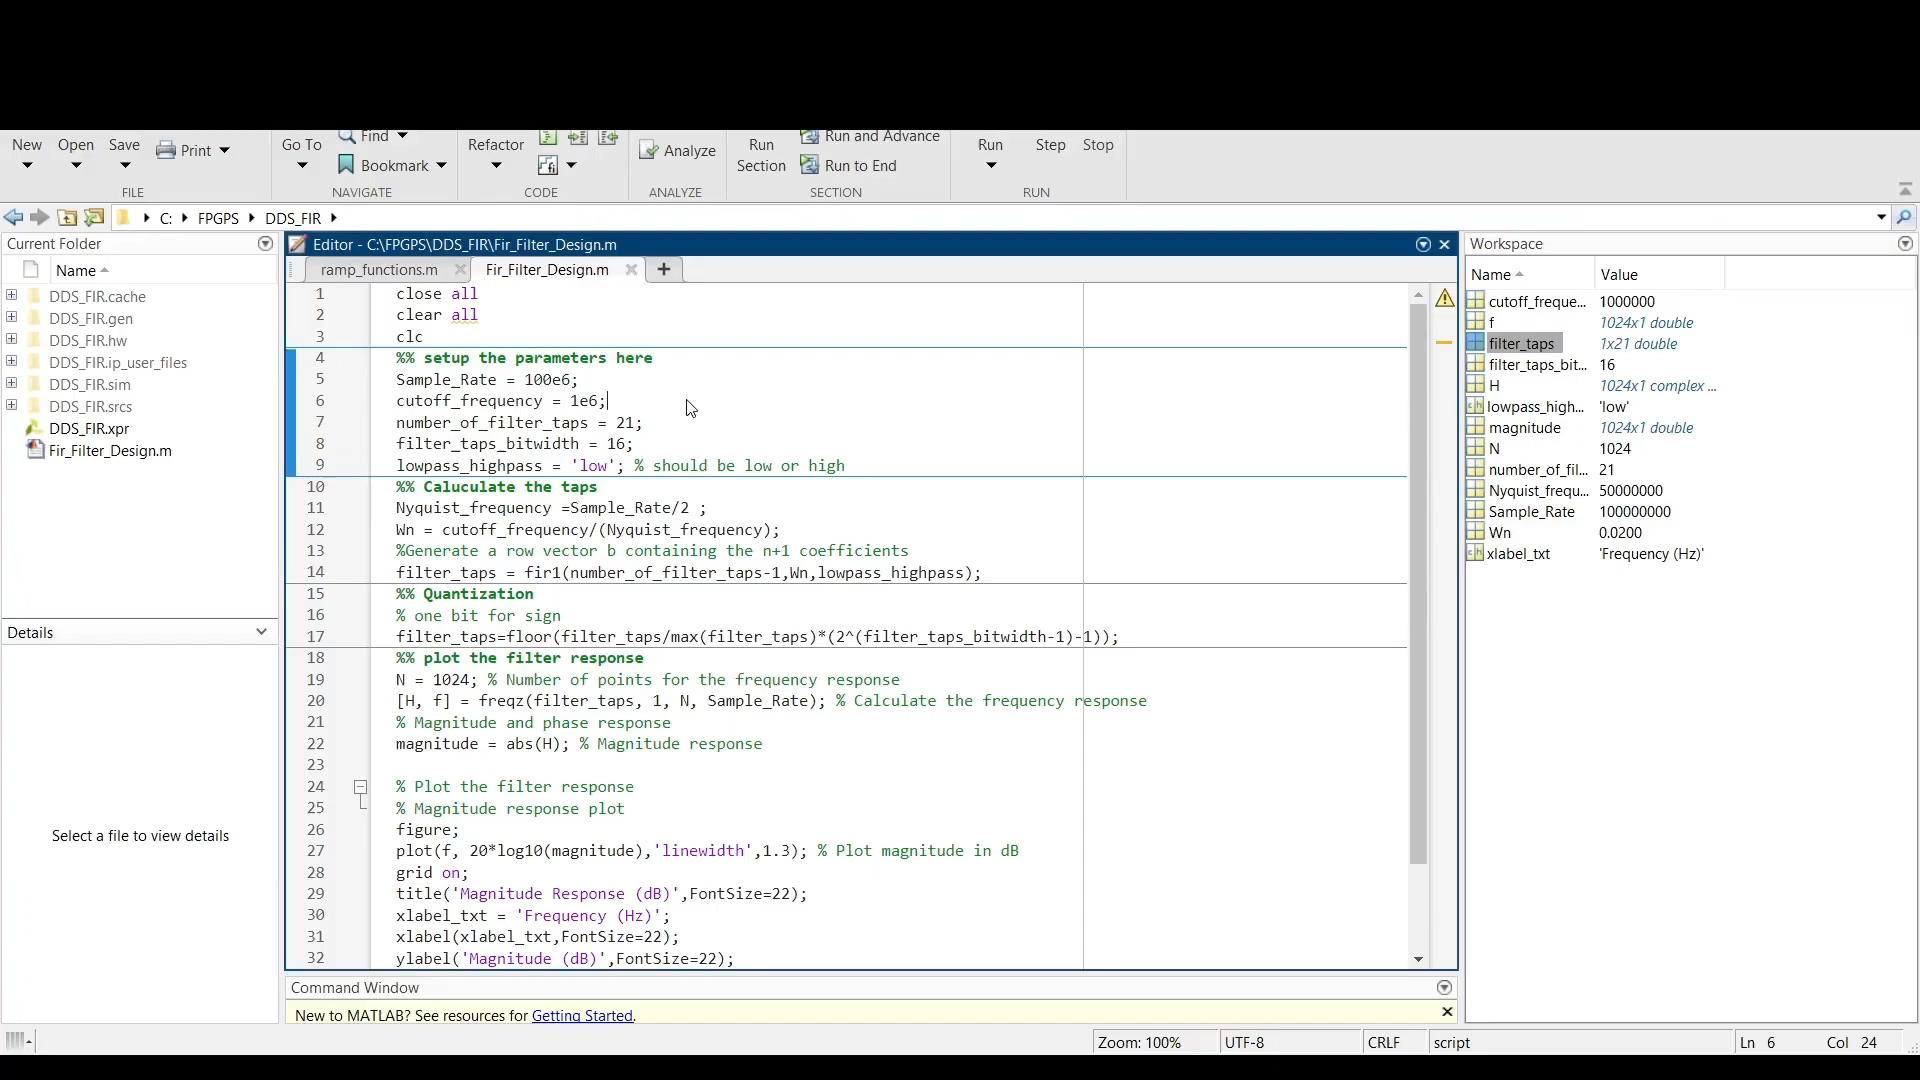 New
Open
Save
Print
FILE
Go To
Find
Bookmark
NAVIGATE
Refactor
CODE
Analyze
ANALYZE
Run Section
Run and Advance
Run to End
SECTION
Run
Step
Stop
RUN
C: FPGPS DDS_FIR
Current Folder
Name
DDS_FIR.cache
DDS_FIR.gen
DDS_FIR.hw
DDS_FIR.ip_user_files
DDS_FIR.sim
DDS_FIR.srcs
DDS_FIR.xpr
Fir_Filter_Design.m
Details
Select a file to view details
Editor - C:\FPGPS\DDS_FIR\Fir_Filter_Design.m
ramp_functions.m
Fir_Filter_Design.m
1 close all
2 clear all
3 clc
4 %% setup the parameters here
5 Sample_Rate = 100e6;
6 cutoff_frequency = 1e6;
7 number_of_filter_taps = 21;
8 filter_taps_bitwidth = 16;
9 lowpass_highpass = 'low'; % should be low or high
10 %% Caluculate the taps
11 Nyquist_frequency =Sample_Rate/2 ;
12 Wn = cutoff_frequency/(Nyquist_frequency);
13 %Generate a row vector b containing the n+1 coefficients
14 filter_taps = fir1(number_of_filter_taps-1,Wn,lowpass_highpass);
15 %% Quantization
16 % one bit for sign
17 filter_taps=floor(filter_taps/max(filter_taps)*(2^(filter_taps_bitwidth-1)-1));
18 %% plot the filter response
19 N = 1024; % Number of points for the frequency response
20 [H, f] = freqz(filter_taps, 1, N, Sample_Rate); % Calculate the frequency response
21 % Magnitude and phase response
22 magnitude = abs(H); % Magnitude response
23
24 % Plot the filter response
25 % Magnitude response plot
26 figure;
27 plot(f, 20*log10(magnitude),'linewidth',1.3); % Plot magnitude in dB
28 grid on;
29 title('Magnitude Response (dB)',FontSize=22);
30 xlabel_txt = 'Frequency (Hz)';
31 xlabel(xlabel_txt,FontSize=22);
32 ylabel('Magnitude (dB)',FontSize=22);
Command Window
New to MATLAB? See resources for Getting Started.
Workspace
Name Value
cutoff_freque... 1000000
f 1024x1 double
filter_taps 1x21 double
filter_taps_bit... 16
H 1024x1 complex ...
lowpass_high... 'low'
magnitude 1024x1 double
N 1024
number_of_fil... 21
Nyquist_frequ... 50000000
Sample_Rate 100000000
Wn 0.0200
xlabel_txt 'Frequency (Hz)'
Zoom: 100% UTF-8 CRLF script Ln 6 Col 24